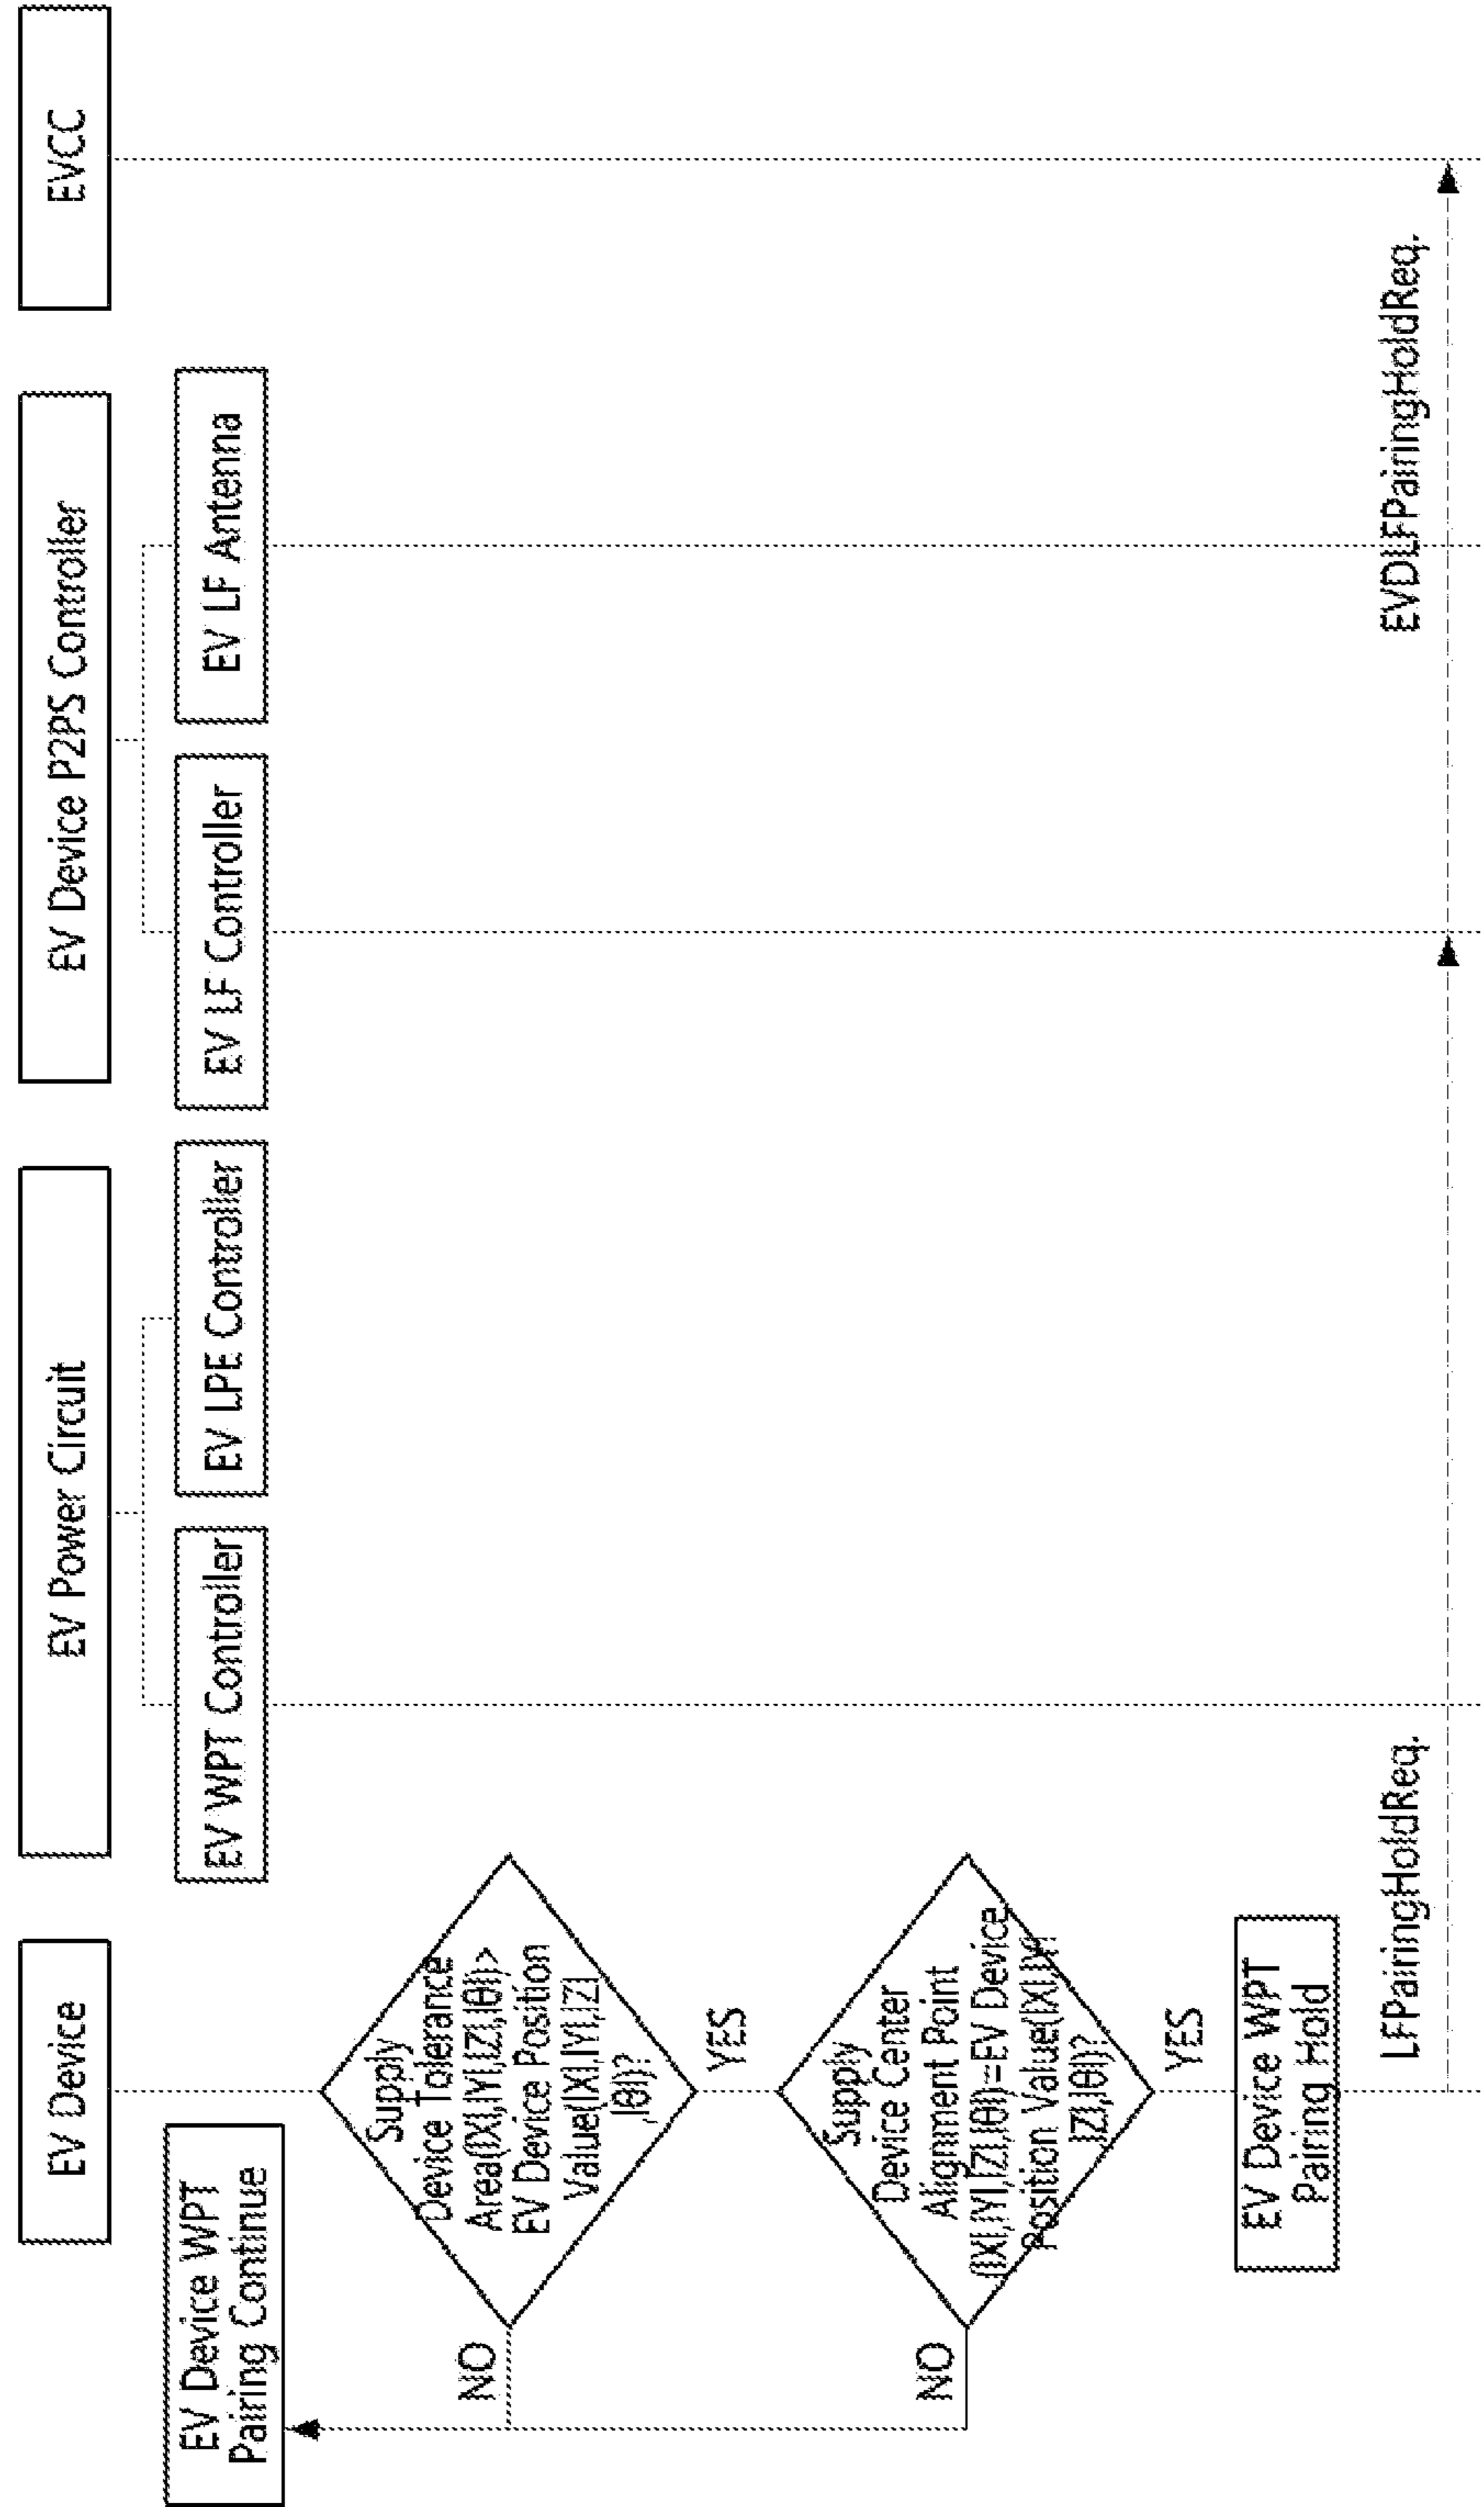 EV Device
EV Power Circuit
EV Device P2PS Controller
EVCC
EV Device WPT
Pairing Continue
EV WPT Controller
EV LPE Controller
EV LF Controller
EV LF Antenna
Supply
Device Tolerance
Area(|X|,|Y|,|Z|,|θ|)>
EV Device Position
Value(|X|,|Y|,|Z|
,|θ|)?
NO
YES
Supply
Device Center
Alignment Point
(|X|,|Y|,|Z|,|θ|)=EV Device
Position Value(|X|,|Y|
,|Z|,|θ|)?
NO
YES
EV Device WPT
Pairing Hold
LFPairingHoldReq.
EVDLFPairingHoldReq.